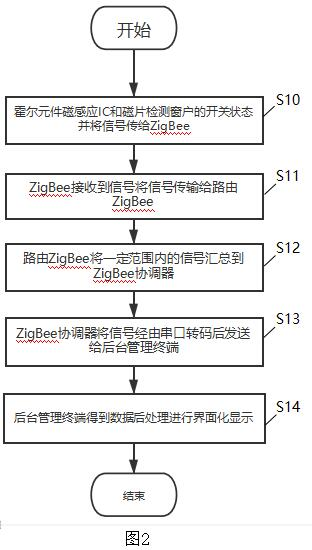 开始
S10
霍尔元件磁感应IC和磁片检测窗户的开关状态
并将信号传给ZigBee
S11
ZigBee接收到信号将信号传输给路由
ZigBee
S12
路由ZigBee将一定范围内的信号汇总到
ZigBee协调器
S13
ZigBee协调器将信号经由串口转码后发送
给后台管理终端
S14
后台管理终端得到数据后处理进行界面化显示
结束
图2